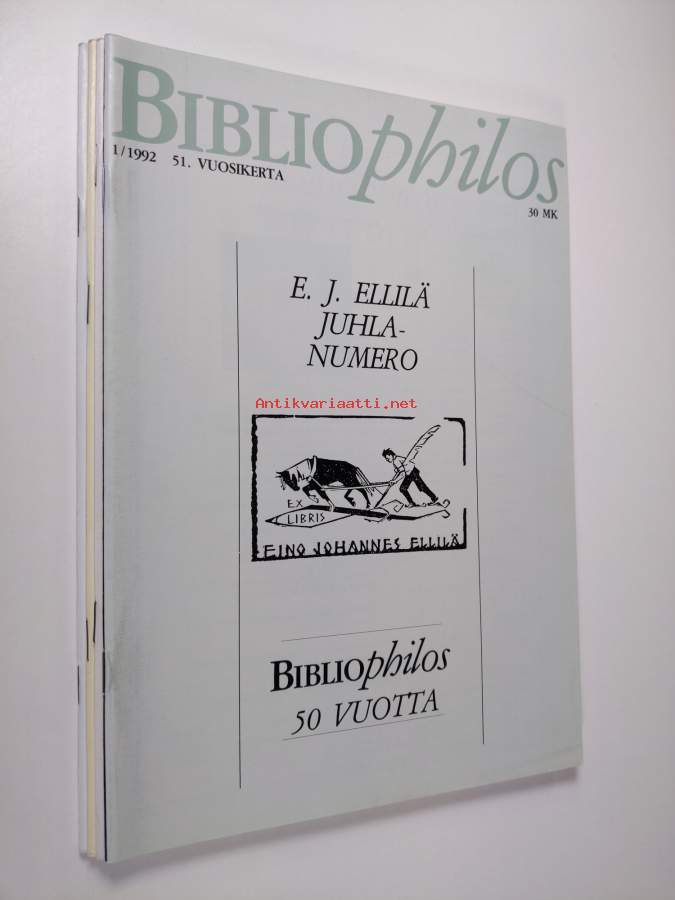 BIBLIOphilos
1/1992 51. VUOSIKERTA
30 MK
E. J. ELLILÄ
JUHLA-
NUMERO
Antikvariaatti.net
EX
LIBRIS
EINO JOHANNES ELLILÄ
BIBLIOphilos
50 VUOTTA